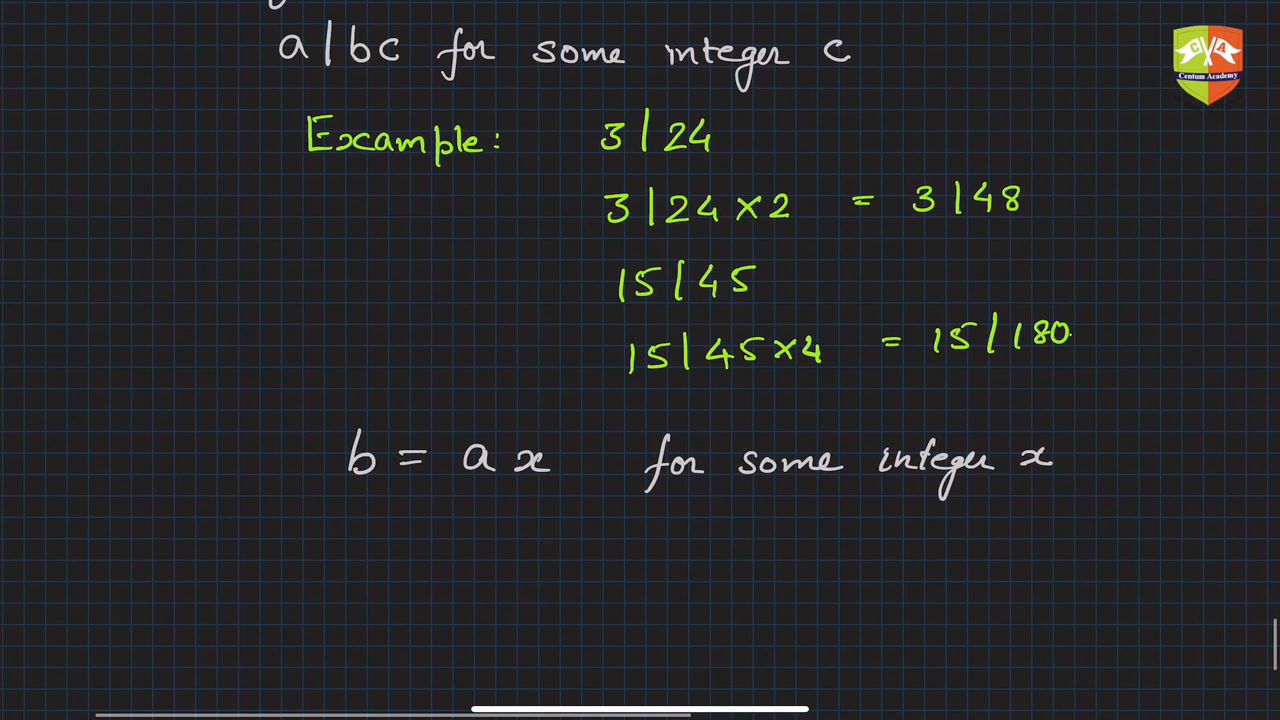 a | bc for some integer c
Example: 3 | 24
3 | 24 × 2 = 3 | 48
15 | 45
15 | 45 × 4 = 15 | 180
b = a x for some integer x
C A
Centum Academy